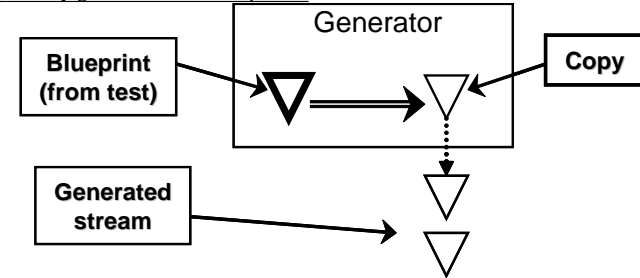 Generator
Blueprint
(from test)
Copy
Generated
stream